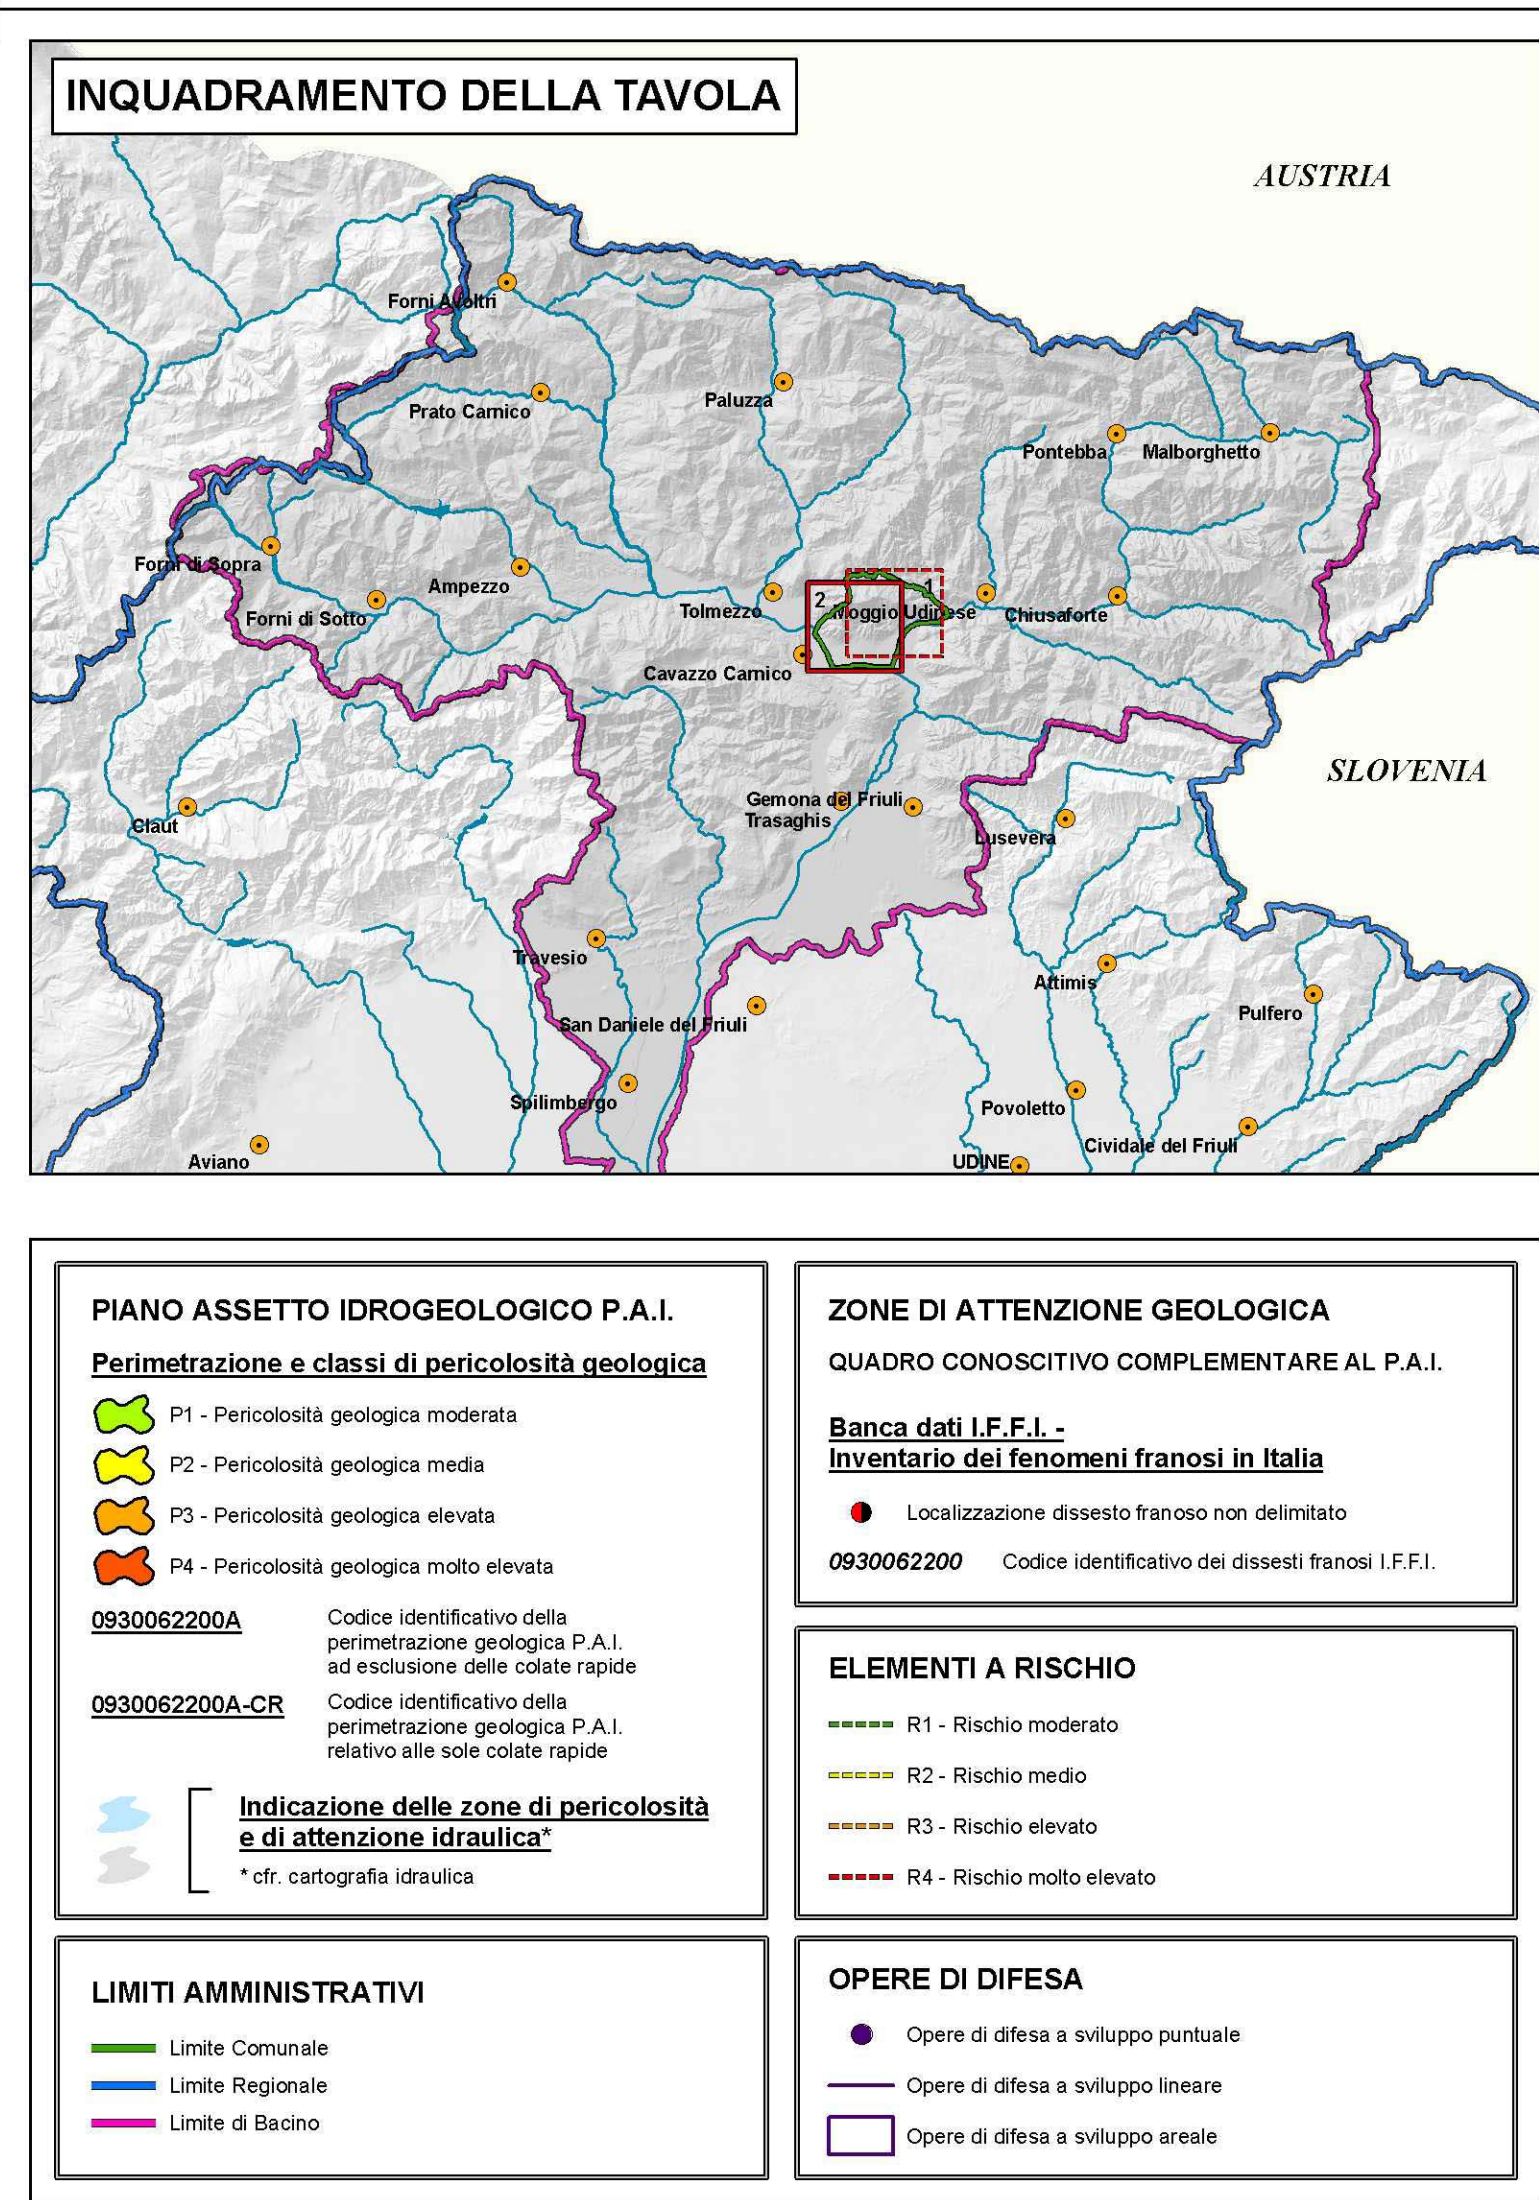 INQUADRAMENTO DELLA TAVOLA
AUSTRIA
Forni Avoltri
Prato Carnico
Paluzza
Pontebba
Malborghetto
Forni di Sopra
Ampezzo
Forni di Sotto
Tolmezzo
2
1
Moggio Udinese
Chiusaforte
Cavazzo Carnico
SLOVENIA
Gemona del Friuli
Trasaghis
Claut
Lusevera
Travesio
Attimis
San Daniele del Friuli
Pulfero
Spilimbergo
Povoletto
Cividale del Friuli
Aviano
UDINE
PIANO ASSETTO IDROGEOLOGICO P.A.I.
Perimetrazione e classi di pericolosità geologica
P1 - Pericolosità geologica moderata
P2 - Pericolosità geologica media
P3 - Pericolosità geologica elevata
P4 - Pericolosità geologica molto elevata
0930062200A
Codice identificativo della
perimetrazione geologica P.A.I.
ad esclusione delle colate rapide
0930062200A-CR
Codice identificativo della
perimetrazione geologica P.A.I.
relativo alle sole colate rapide
Indicazione delle zone di pericolosità
e di attenzione idraulica*
* cfr. cartografia idraulica
ZONE DI ATTENZIONE GEOLOGICA
QUADRO CONOSCITIVO COMPLEMENTARE AL P.A.I.
Banca dati I.F.F.I. -
Inventario dei fenomeni franosi in Italia
Localizzazione dissesto franoso non delimitato
0930062200 Codice identificativo dei dissesti franosi I.F.F.I.
ELEMENTI A RISCHIO
R1 - Rischio moderato
R2 - Rischio medio
R3 - Rischio elevato
R4 - Rischio molto elevato
LIMITI AMMINISTRATIVI
Limite Comunale
Limite Regionale
Limite di Bacino
OPERE DI DIFESA
Opere di difesa a sviluppo puntuale
Opere di difesa a sviluppo lineare
Opere di difesa a sviluppo areale